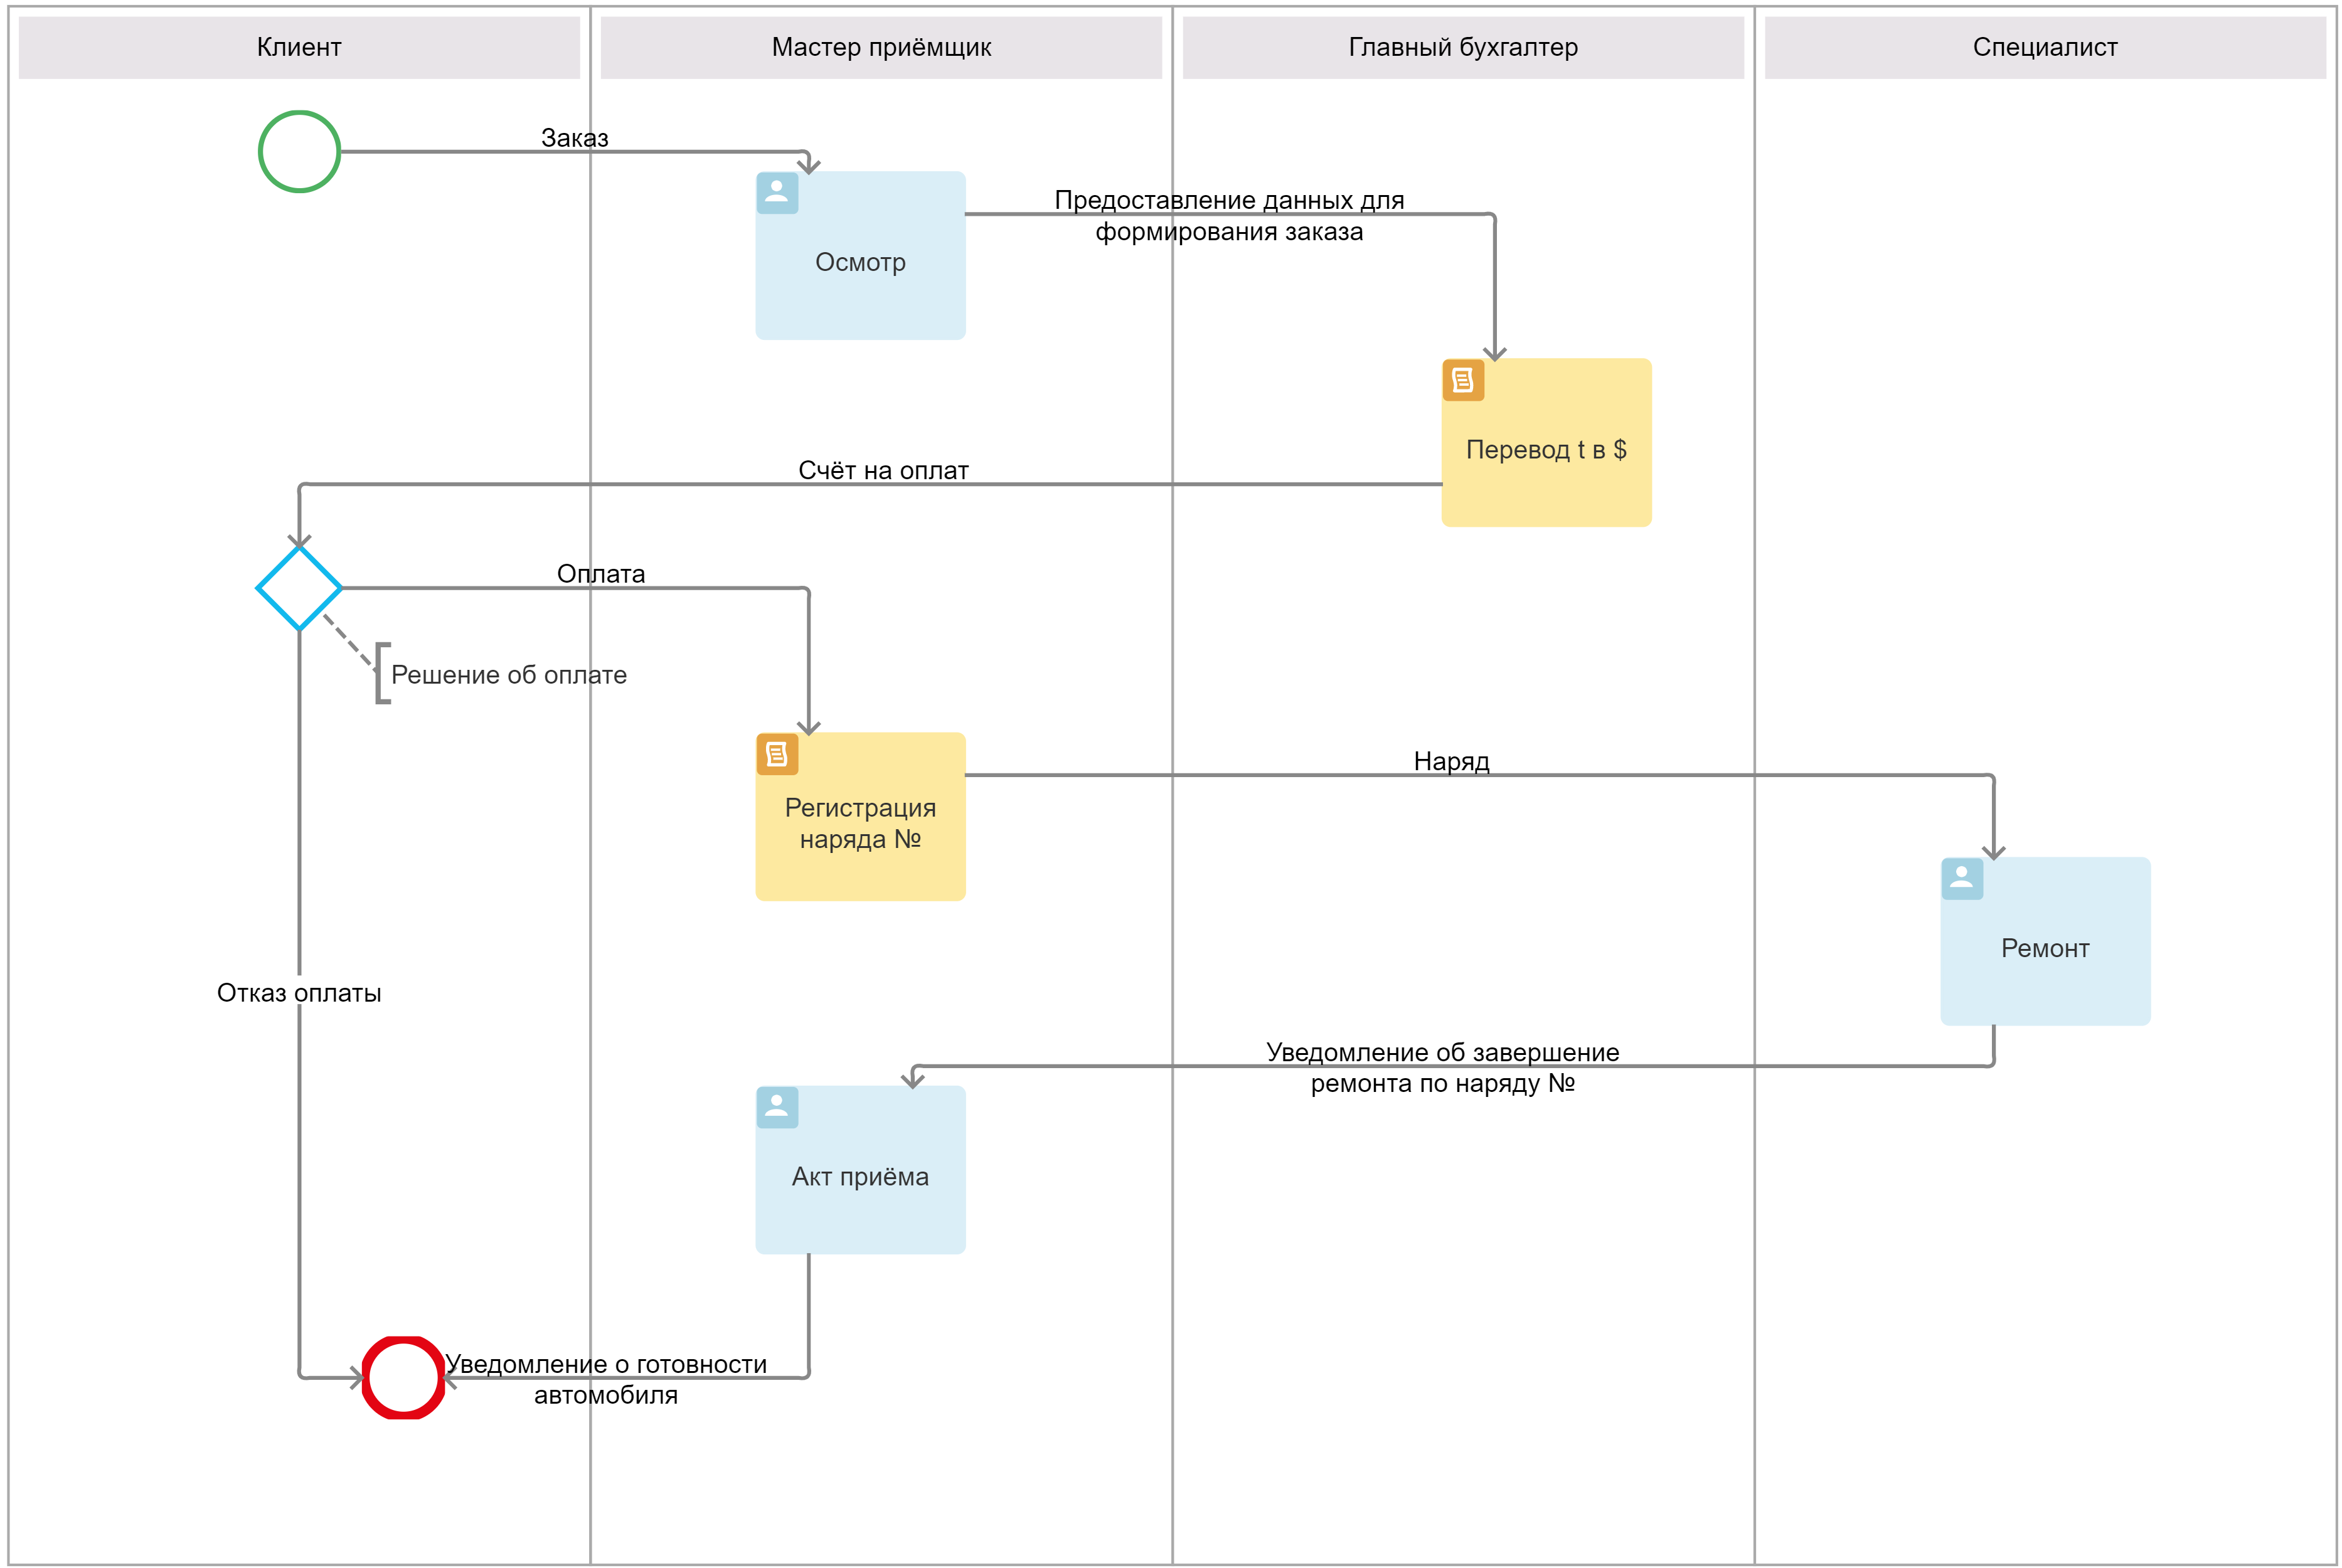 Клиент
Мастер приёмщик
Главный бухгалтер
Специалист
Заказ
Предоставление данных для
формирования заказа
Осмотр
Перевод t в $
Счёт на оплат
Оплата
Решение об оплате
Наряд
Регистрация
наряда №
Ремонт
Отказ оплаты
Уведомление об завершение
ремонта по наряду №
Акт приёма
Уведомление о готовности
автомобиля